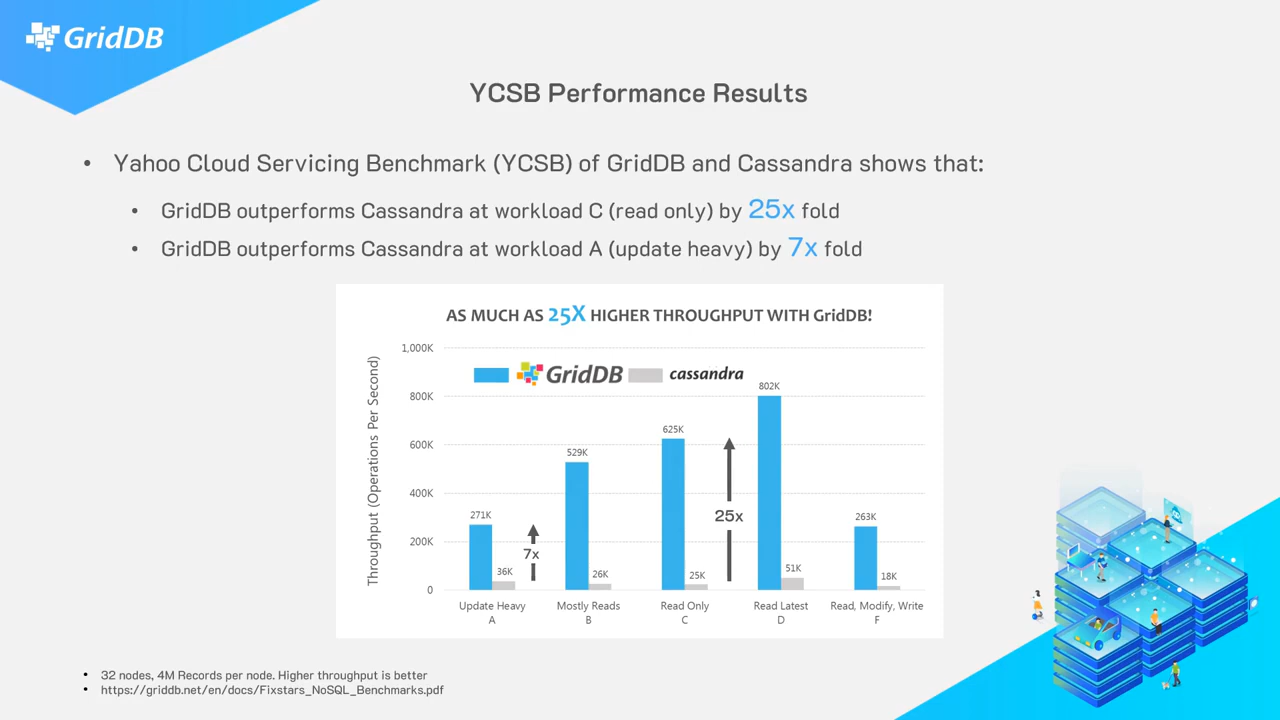 GridDB
YCSB Performance Results
• Yahoo Cloud Servicing Benchmark (YCSB) of GridDB and Cassandra shows that:
• GridDB outperforms Cassandra at workload C (read only) by 25x fold
• GridDB outperforms Cassandra at workload A (update heavy) by 7x fold
AS MUCH AS 25X HIGHER THROUGHPUT WITH GridDB!
Throughput (Operations Per Second)
1,000K
800K
600K
400K
200K
0
GridDB cassandra
271K
36K
7x
529K
26K
625K
25K
25x
802K
51K
263K
18K
Update Heavy
A
Mostly Reads
B
Read Only
C
Read Latest
D
Read, Modify, Write
F
• 32 nodes, 4M Records per node. Higher throughput is better
• https://griddb.net/en/docs/Fixstars_NoSQL_Benchmarks.pdf